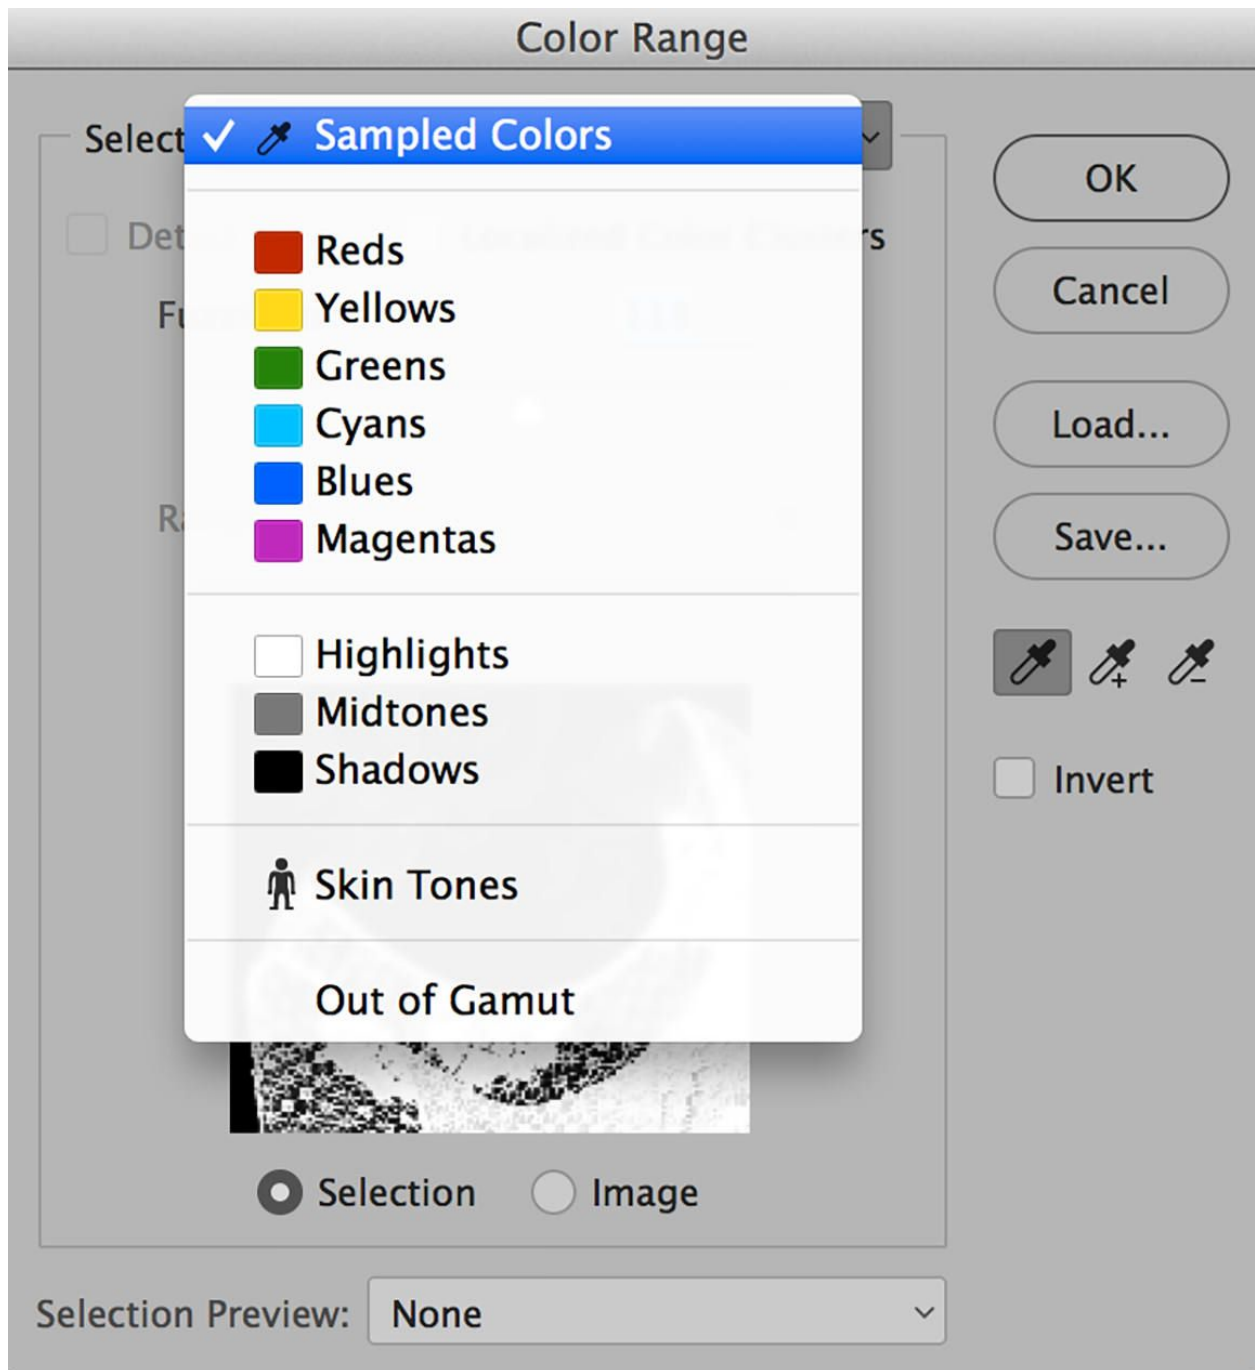 Color Range
Select
Sampled Colors
OK
Reds
Yellows
Greens
Cyans
Blues
Magentas
Cancel
Load...
Save...
Highlights
Midtones
Shadows
Invert
Skin Tones
Out of Gamut
Selection
Image
Selection Preview: None